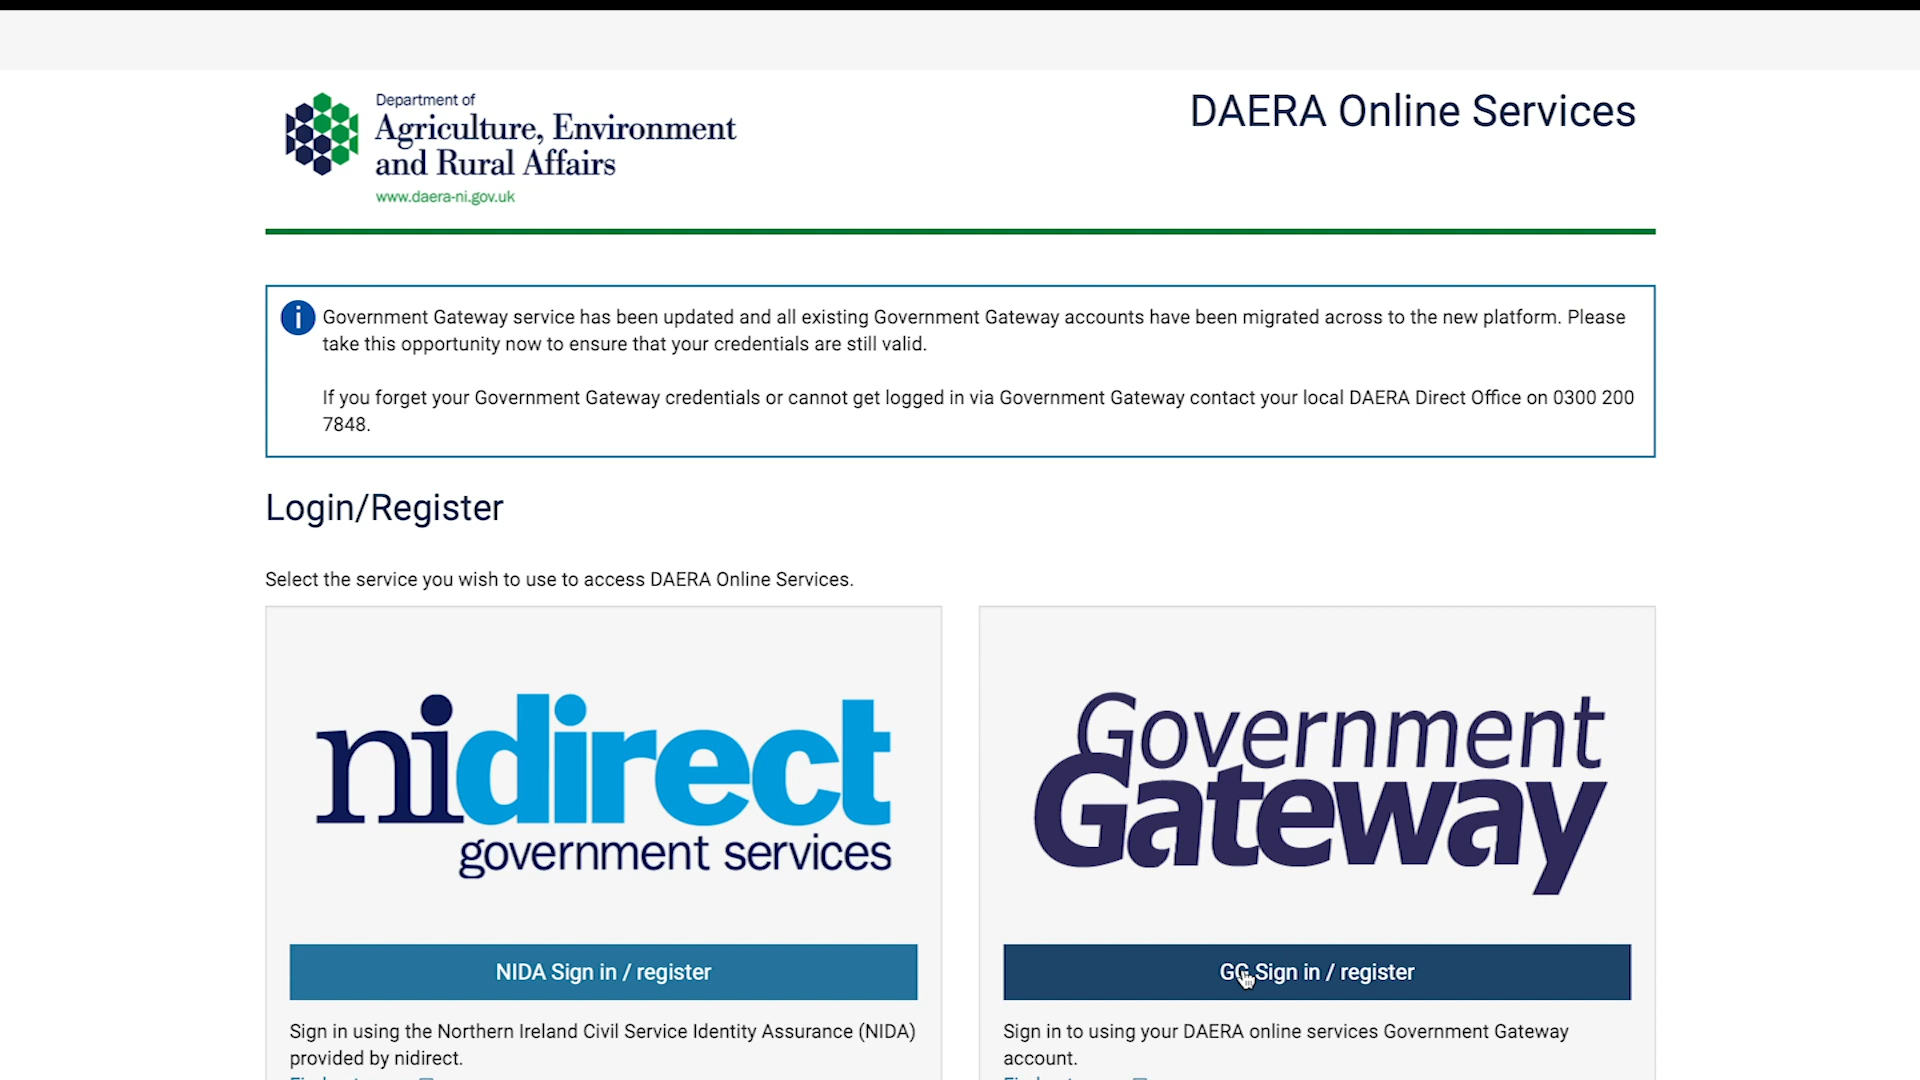 Department of
Agriculture, Environment
and Rural Affairs
www.daera-ni.gov.uk
DAERA Online Services
i
Government Gateway service has been updated and all existing Government Gateway accounts have been migrated across to the new platform. Please
take this opportunity now to ensure that your credentials are still valid.
If you forget your Government Gateway credentials or cannot get logged in via Government Gateway contact your local DAERA Direct Office on 0300 200
7848.
Login/Register
Select the service you wish to use to access DAERA Online Services.
nidirect
government services
NIDA Sign in / register
Sign in using the Northern Ireland Civil Service Identity Assurance (NIDA)
provided by nidirect.
Government
Gateway
GG Sign in / register
Sign in to using your DAERA online services Government Gateway
account.